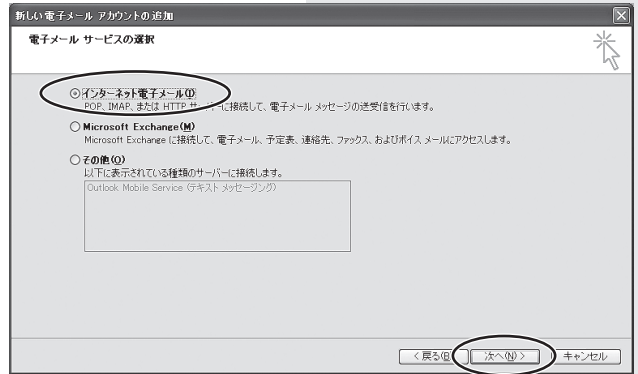 新しい電子メール アカウントの追加
電子メール サービスの選択
インターネット電子メール(I)
POP、IMAP、または HTTP サーバーに接続して、電子メール メッセージの送受信を行います。
Microsoft Exchange(M)
Microsoft Exchange に接続して、電子メール、予定表、連絡先、ファックス、およびボイス メールにアクセスします。
その他(O)
以下に表示されている種類のサーバーに接続します。
Outlook Mobile Service (テキスト メッセージング)
< 戻る(B) 次へ(N) > キャンセル